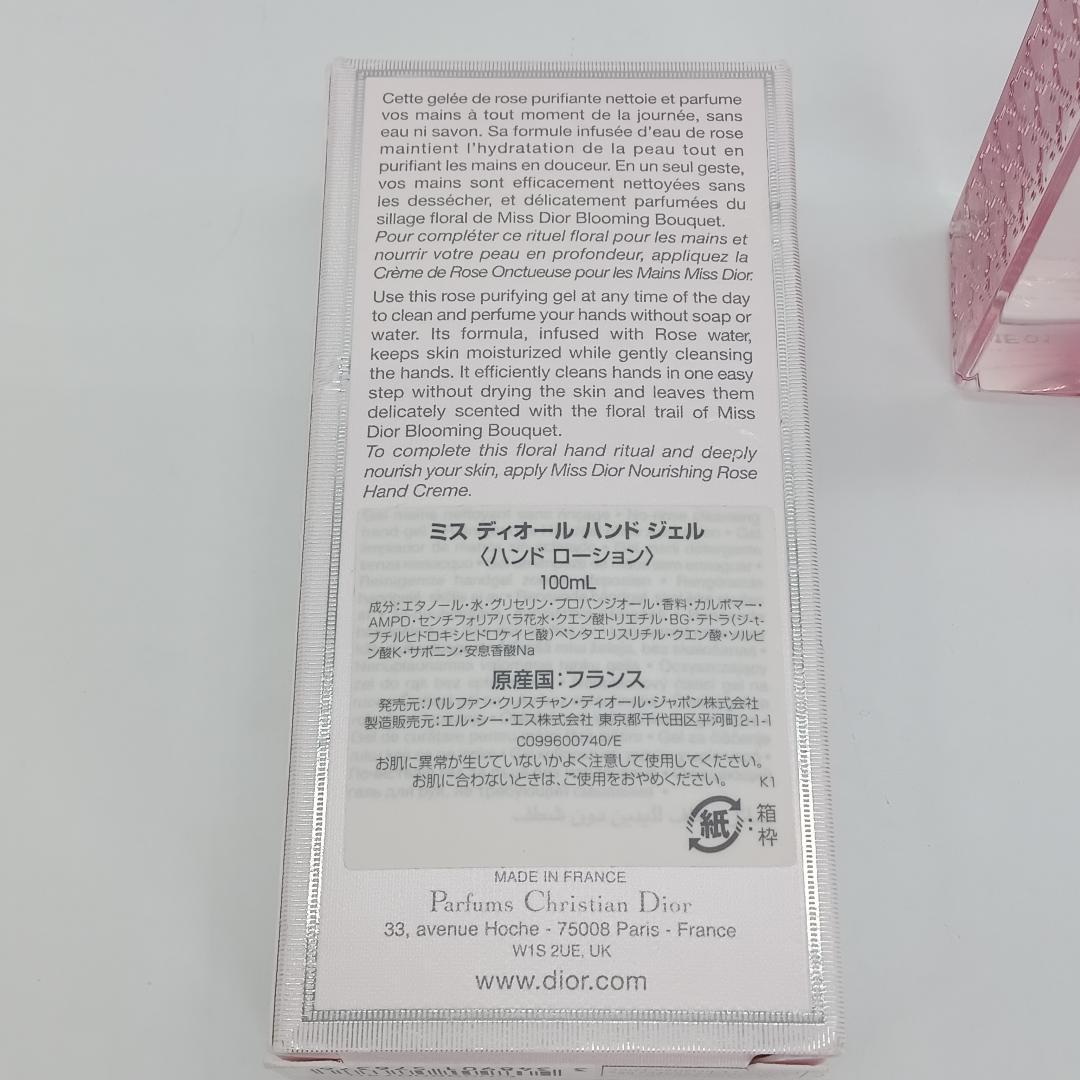 Cette gelée de rose purifiante nettoie et parfume
vos mains à tout moment de la journée, sans
eau ni savon. Sa formule infusée d'eau de rose
maintient l'hydratation de la peau tout en
purifiant les mains en douceur. En un seul geste,
vos mains sont efficacement nettoyées sans
les dessécher, et délicatement parfumées du
sillage floral de Miss Dior Blooming Bouquet.
Pour compléter ce rituel floral pour les mains et
nourrir votre peau en profondeur, appliquez la
Crème de Rose Onctueuse pour les Mains Miss Dior.
Use this rose purifying gel at any time of the day
to clean and perfume your hands without soap or
water. Its formula, infused with Rose water,
keeps skin moisturized while gently cleansing
the hands. It efficiently cleans hands in one easy
step without drying the skin and leaves them
delicately scented with the floral trail of Miss
Dior Blooming Bouquet.
To complete this floral hand ritual and deeply
nourish your skin, apply Miss Dior Nourishing Rose
Hand Creme.
ミス ディオール ハンド ジェル
〈ハンド ローション〉
100mL
成分:エタノール・水・グリセリン・プロパンジオール・香料・カルボマー・
AMPD・センチフォリアバラ花水・クエン酸トリエチル・BG・テトラ(ジ-t-
ブチルヒドロキシヒドロケイヒ酸)ペンタエリスリチル・クエン酸・ソルビ
ン酸K・サポニン・安息香酸Na
原産国:フランス
発売元:パルファン・クリスチャン・ディオール・ジャポン株式会社
製造販売元:エル・シー・エス株式会社 東京都千代田区平河町2-1-1
C099600740/E
お肌に異常が生じていないかよく注意して使用してください。
お肌に合わないときは、ご使用をおやめください。 K1
紙:箱
枠
MADE IN FRANCE
Parfums Christian Dior
33, avenue Hoche - 75008 Paris - France
W1S 2UE, UK
www.dior.com